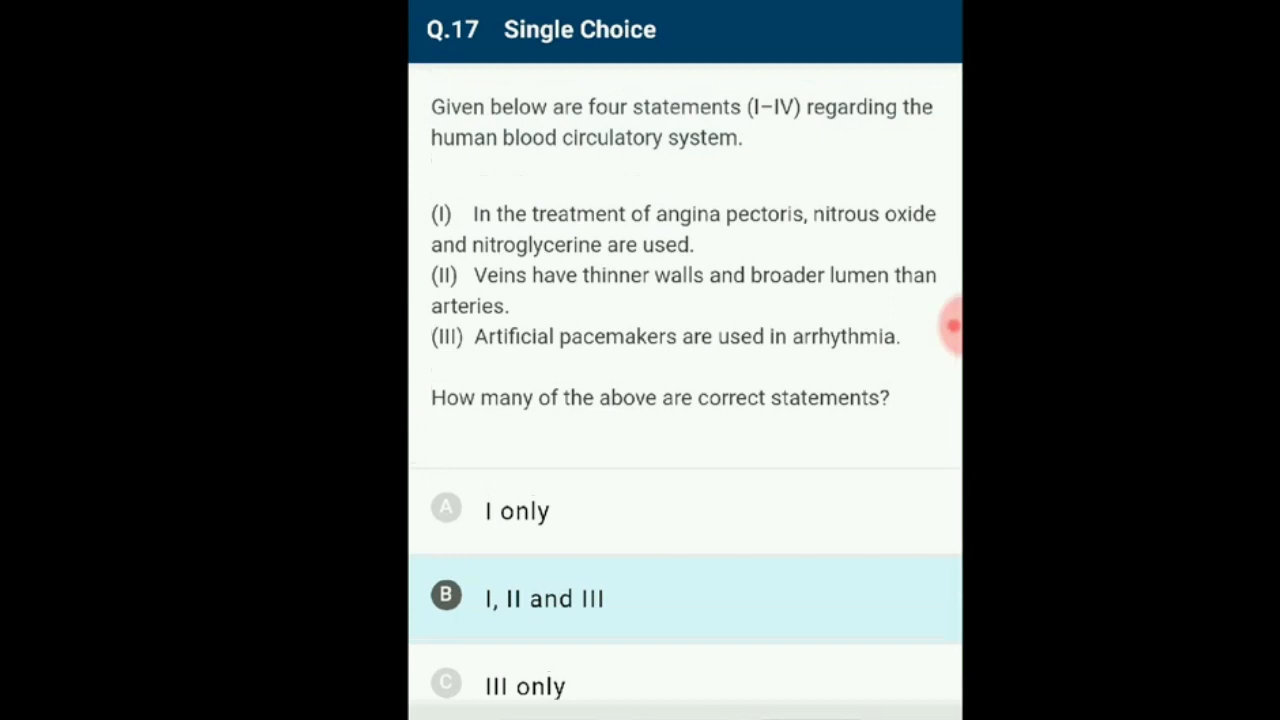 Q.17 Single Choice
Given below are four statements (I–IV) regarding the
human blood circulatory system.
(I) In the treatment of angina pectoris, nitrous oxide
and nitroglycerine are used.
(II) Veins have thinner walls and broader lumen than
arteries.
(III) Artificial pacemakers are used in arrhythmia.
How many of the above are correct statements?
A I only
B I, II and III
C III only